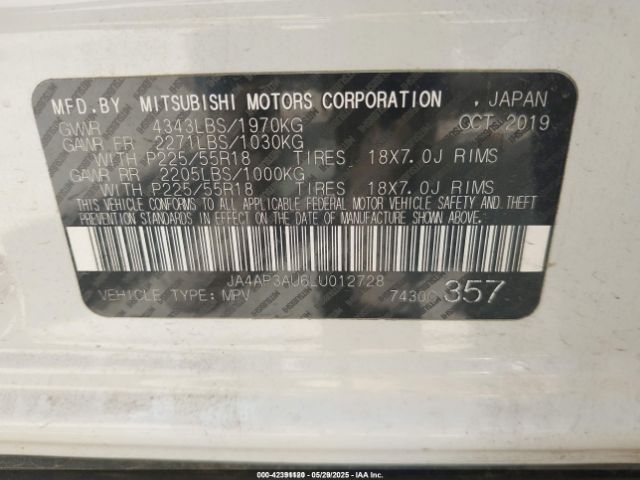 MFD.BY MITSUBISHI MOTORS CORPORATION , JAPAN
GVWR 4343LBS/1970KG OCT.2019
GAWR FR 2271LBS/1030KG
WITH P225/55R18 TIRES 18X7.0J RIMS
GAWR RR 2205LBS/1000KG
WITH P225/55R18 TIRES 18X7.0J RIMS
THIS VEHICLE CONFORMS TO ALL APPLICABLE FEDERAL MOTOR VEHICLE SAFETY AND THEFT
PREVENTION STANDARDS IN EFFECT ON THE DATE OF MANUFACTURE SHOWN ABOVE.
JA4AP3AU6LU012728
VEHICLE TYPE: MPV 7430C 357
000-42391120 - 05/29/2025 - IAA Inc.